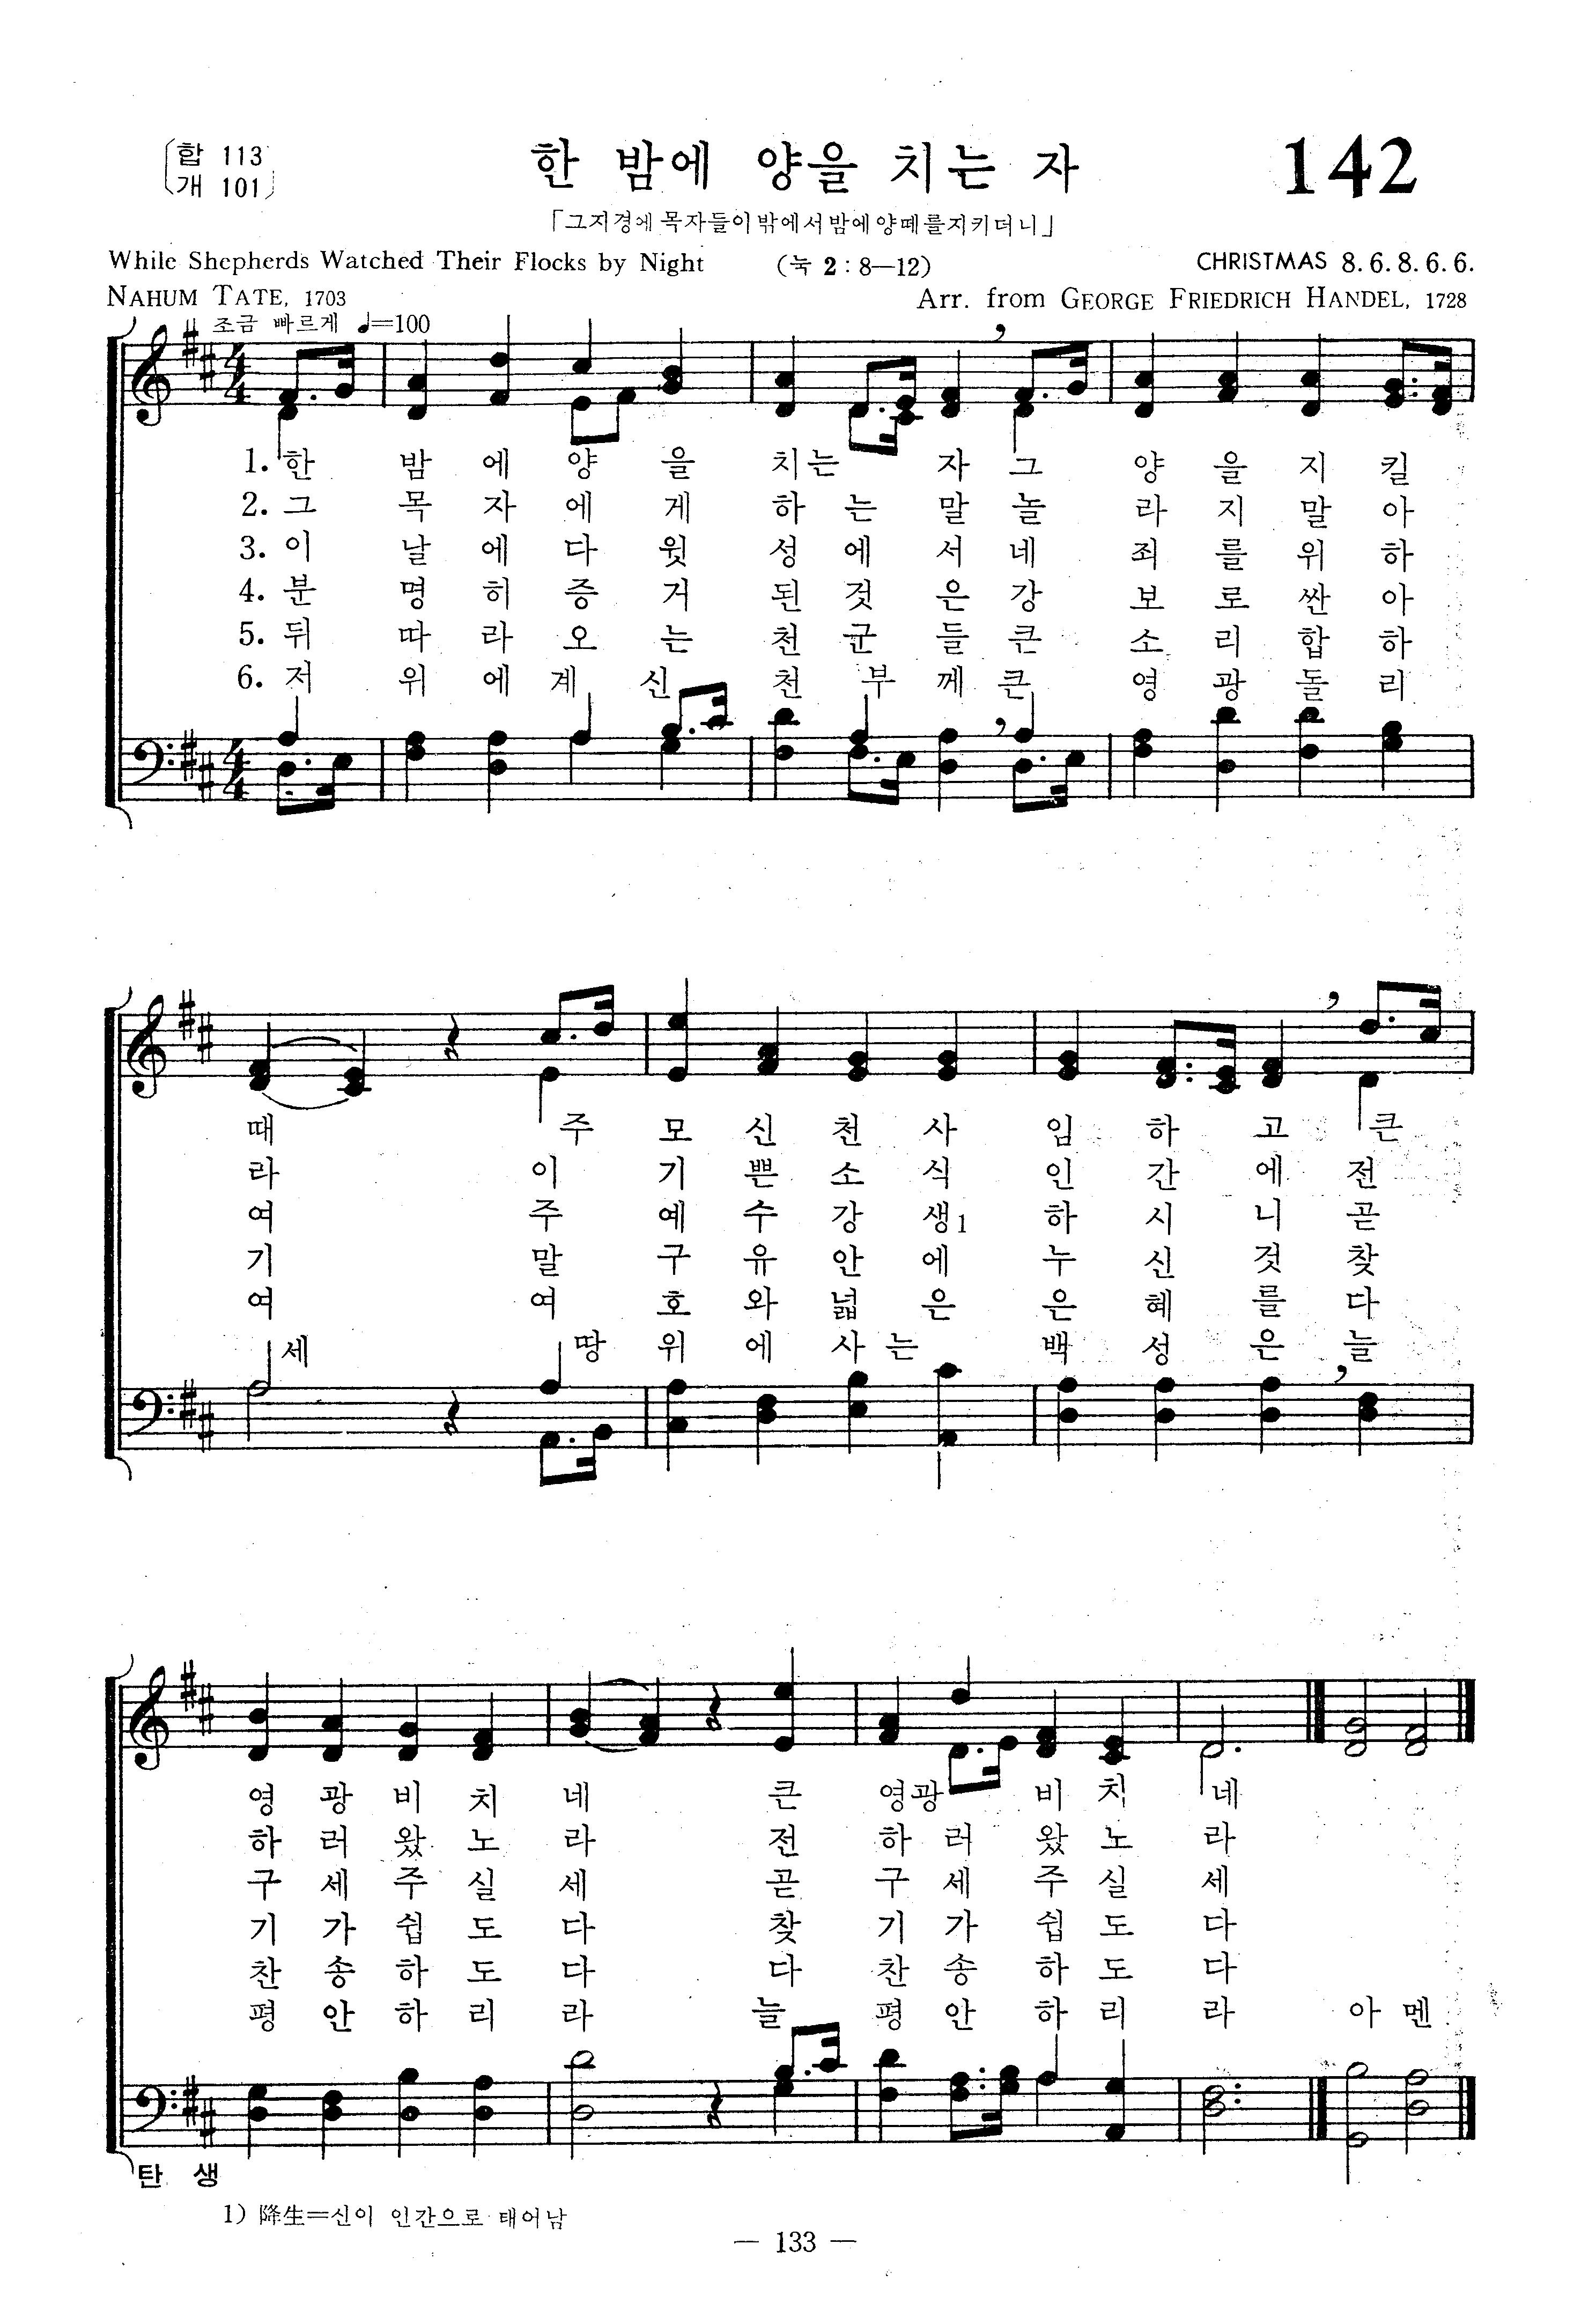 합 113
개 101
한 밤에 양을 치는 자
142
「그지경에 목자들이 밖에서 밤에 양떼를지키더니」
While Shepherds Watched Their Flocks by Night
(눅 2 : 8—12)
CHRISTMAS 8. 6. 8. 6. 6.
NAHUM TATE, 1703
Arr. from GEORGE FRIEDRICH HANDEL, 1728
조금 빠르게 ♩=100
1. 한 밤 에 양 을 치는 자 그 양 을 지 킬
2. 그 목 자 에 게 하 는 말 놀 라 지 말 아
3. 이 날 에 다 윗 성 에 서 네 죄 를 위 하
4. 분 명 히 증 거 된 것 은 강 보 로 싼 아
5. 뒤 따 라 오 는 천 군 들 큰 소 리 합 하
6. 저 위 에 계 신 천 부 께 큰 영 광 돌 리
때 주 모 신 천 사 임 하 고 큰
라 이 기 쁜 소 식 인 간 에 전
여 주 예 수 강 생1 하 시 니 곧
기 말 구 유 안 에 누 신 것 찾
여 여 호 와 넓 은 은 혜 를 다
세 땅 위 에 사 는 백 성 은 늘
영 광 비 치 네 큰 영광 비 치 네
하 러 왔 노 라 전 하 러 왔 노 라
구 세 주 실 세 곧 구 세 주 실 세
기 가 쉽 도 다 찾 기 가 쉽 도 다
찬 송 하 도 다 다 찬 송 하 도 다
평 안 하 리 라 늘 평 안 하 리 라 아 멘
탄 생
1) 降生=신이 인간으로 태어남
— 133 —